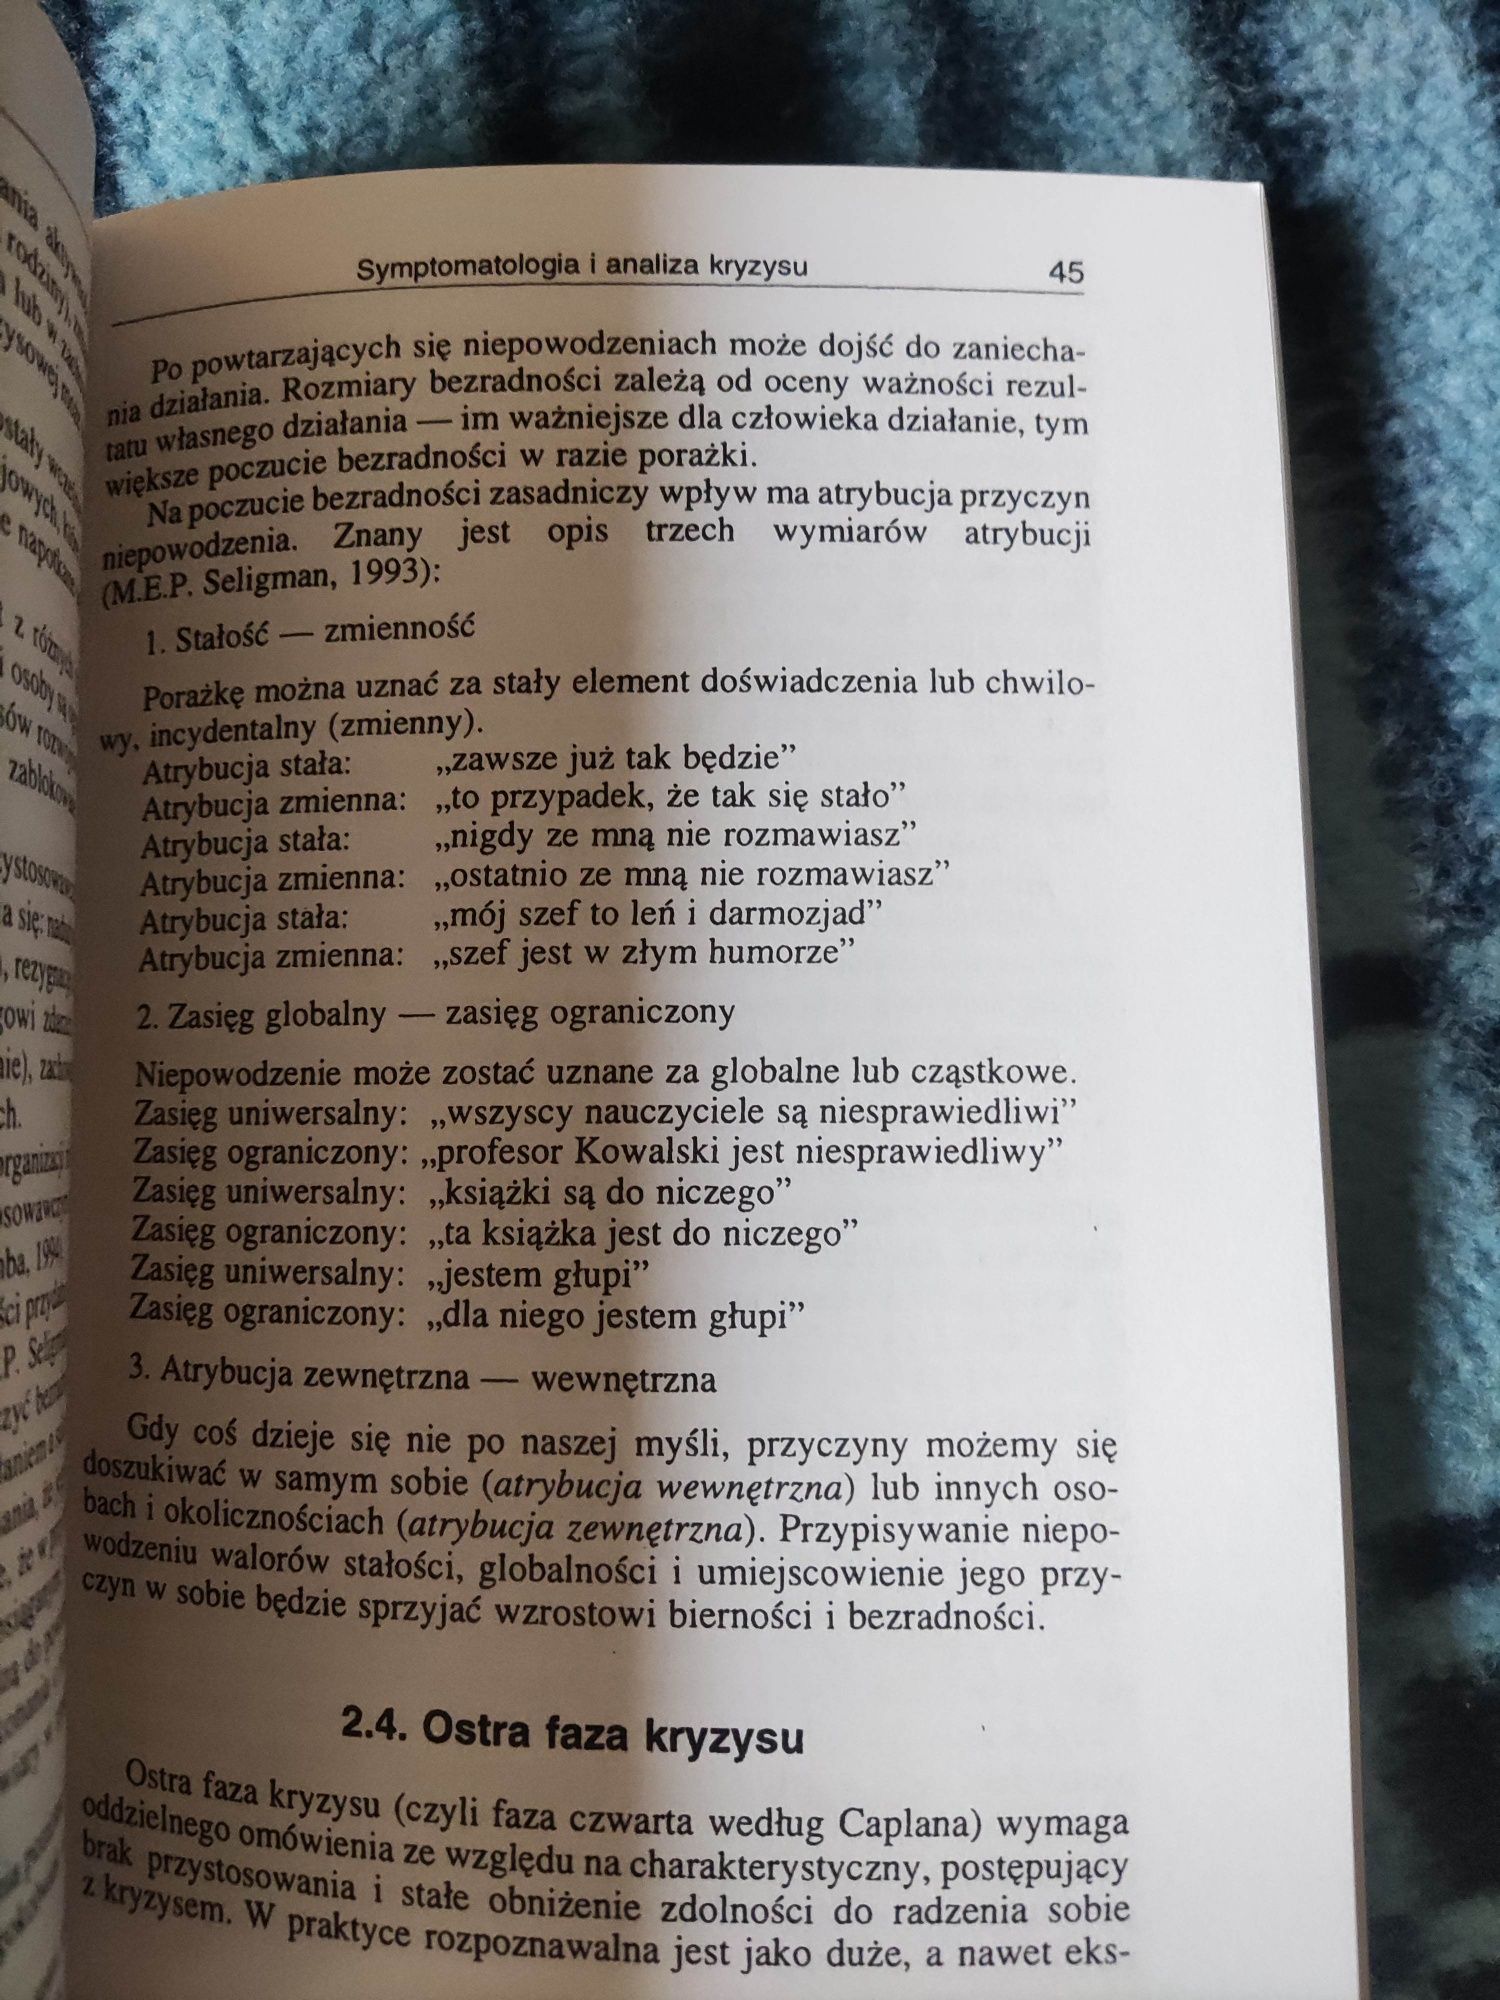 Symptomatologia i analiza kryzysu 45
Po powtarzających się niepowodzeniach może dojść do zaniecha-
nia działania. Rozmiary bezradności zależą od oceny ważności rezul-
tatu własnego działania — im ważniejsze dla człowieka działanie, tym
większe poczucie bezradności w razie porażki.
Na poczucie bezradności zasadniczy wpływ ma atrybucja przyczyn
niepowodzenia. Znany jest opis trzech wymiarów atrybucji
(M.E.P. Seligman, 1993):
1. Stałość — zmienność
Porażkę można uznać za stały element doświadczenia lub chwilo-
wy, incydentalny (zmienny).
Atrybucja stała: „zawsze już tak będzie”
Atrybucja zmienna: „to przypadek, że tak się stało”
Atrybucja stała: „nigdy ze mną nie rozmawiasz”
Atrybucja zmienna: „ostatnio ze mną nie rozmawiasz”
Atrybucja stała: „mój szef to leń i darmozjad”
Atrybucja zmienna: „szef jest w złym humorze”
2. Zasięg globalny — zasięg ograniczony
Niepowodzenie może zostać uznane za globalne lub cząstkowe.
Zasięg uniwersalny: „wszyscy nauczyciele są niesprawiedliwi”
Zasięg ograniczony: „profesor Kowalski jest niesprawiedliwy”
Zasięg uniwersalny: „książki są do niczego”
Zasięg ograniczony: „ta książka jest do niczego”
Zasięg uniwersalny: „jestem głupi”
Zasięg ograniczony: „dla niego jestem głupi”
3. Atrybucja zewnętrzna — wewnętrzna
Gdy coś dzieje się nie po naszej myśli, przyczyny możemy się
doszukiwać w samym sobie (atrybucja wewnętrzna) lub innych oso-
bach i okolicznościach (atrybucja zewnętrzna). Przypisywanie niepo-
wodzeniu walorów stałości, globalności i umiejscowienie jego przy-
czyn w sobie będzie sprzyjać wzrostowi bierności i bezradności.
2.4. Ostra faza kryzysu
Ostra faza kryzysu (czyli faza czwarta według Caplana) wymaga
oddzielnego omówienia ze względu na charakterystyczny, postępujący
brak przystosowania i stałe obniżenie zdolności do radzenia sobie
z kryzysem. W praktyce rozpoznawalna jest jako duże, a nawet eks-